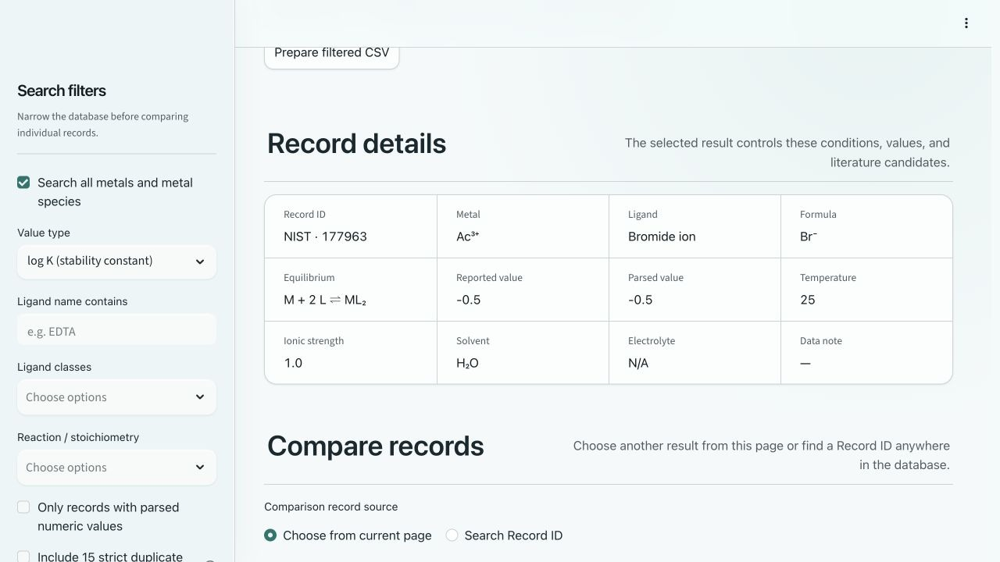 Search filters
Narrow the database before comparing
individual records.
Search all metals and metal
species
Value type
log K (stability constant)
Ligand name contains
e.g. EDTA
Ligand classes
Choose options
Reaction / stoichiometry
Choose options
Only records with parsed
numeric values
Include 15 strict duplicate
Prepare filtered CSV
Record details
The selected result controls these conditions, values, and
literature candidates.
Record ID
NIST · 177963
Metal
Ac³⁺
Ligand
Bromide ion
Formula
Br⁻
Equilibrium
M + 2 L ⇌ ML₂
Reported value
-0.5
Parsed value
-0.5
Temperature
25
Ionic strength
1.0
Solvent
H₂O
Electrolyte
N/A
Data note
—
Compare records
Choose another result from this page or find a Record ID anywhere
in the database.
Comparison record source
Choose from current page
Search Record ID